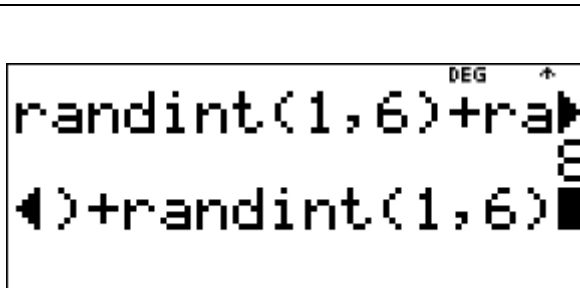 DEG ↑
randint(1,6)+ra▶
8
◀)+randint(1,6)